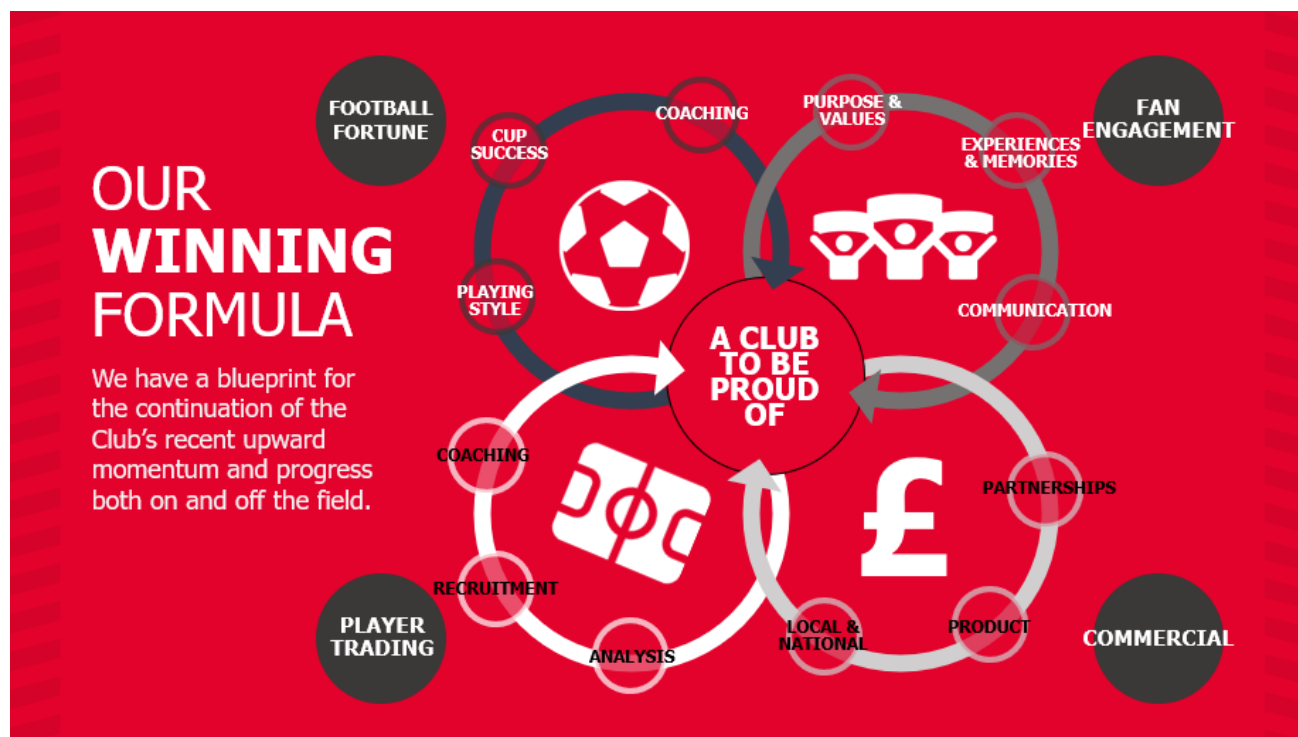 OUR
WINNING
FORMULA
We have a blueprint for
the continuation of the
Club's recent upward
momentum and progress
both on and off the field.
FOOTBALL
FORTUNE
CUP
SUCCESS
COACHING
PLAYING
STYLE
PURPOSE &
VALUES
EXPERIENCES
& MEMORIES
COMMUNICATION
FAN
ENGAGEMENT
A CLUB
TO BE
PROUD
OF
COACHING
RECRUITMENT
ANALYSIS
PLAYER
TRADING
£
PARTNERSHIPS
PRODUCT
LOCAL &
NATIONAL
COMMERCIAL